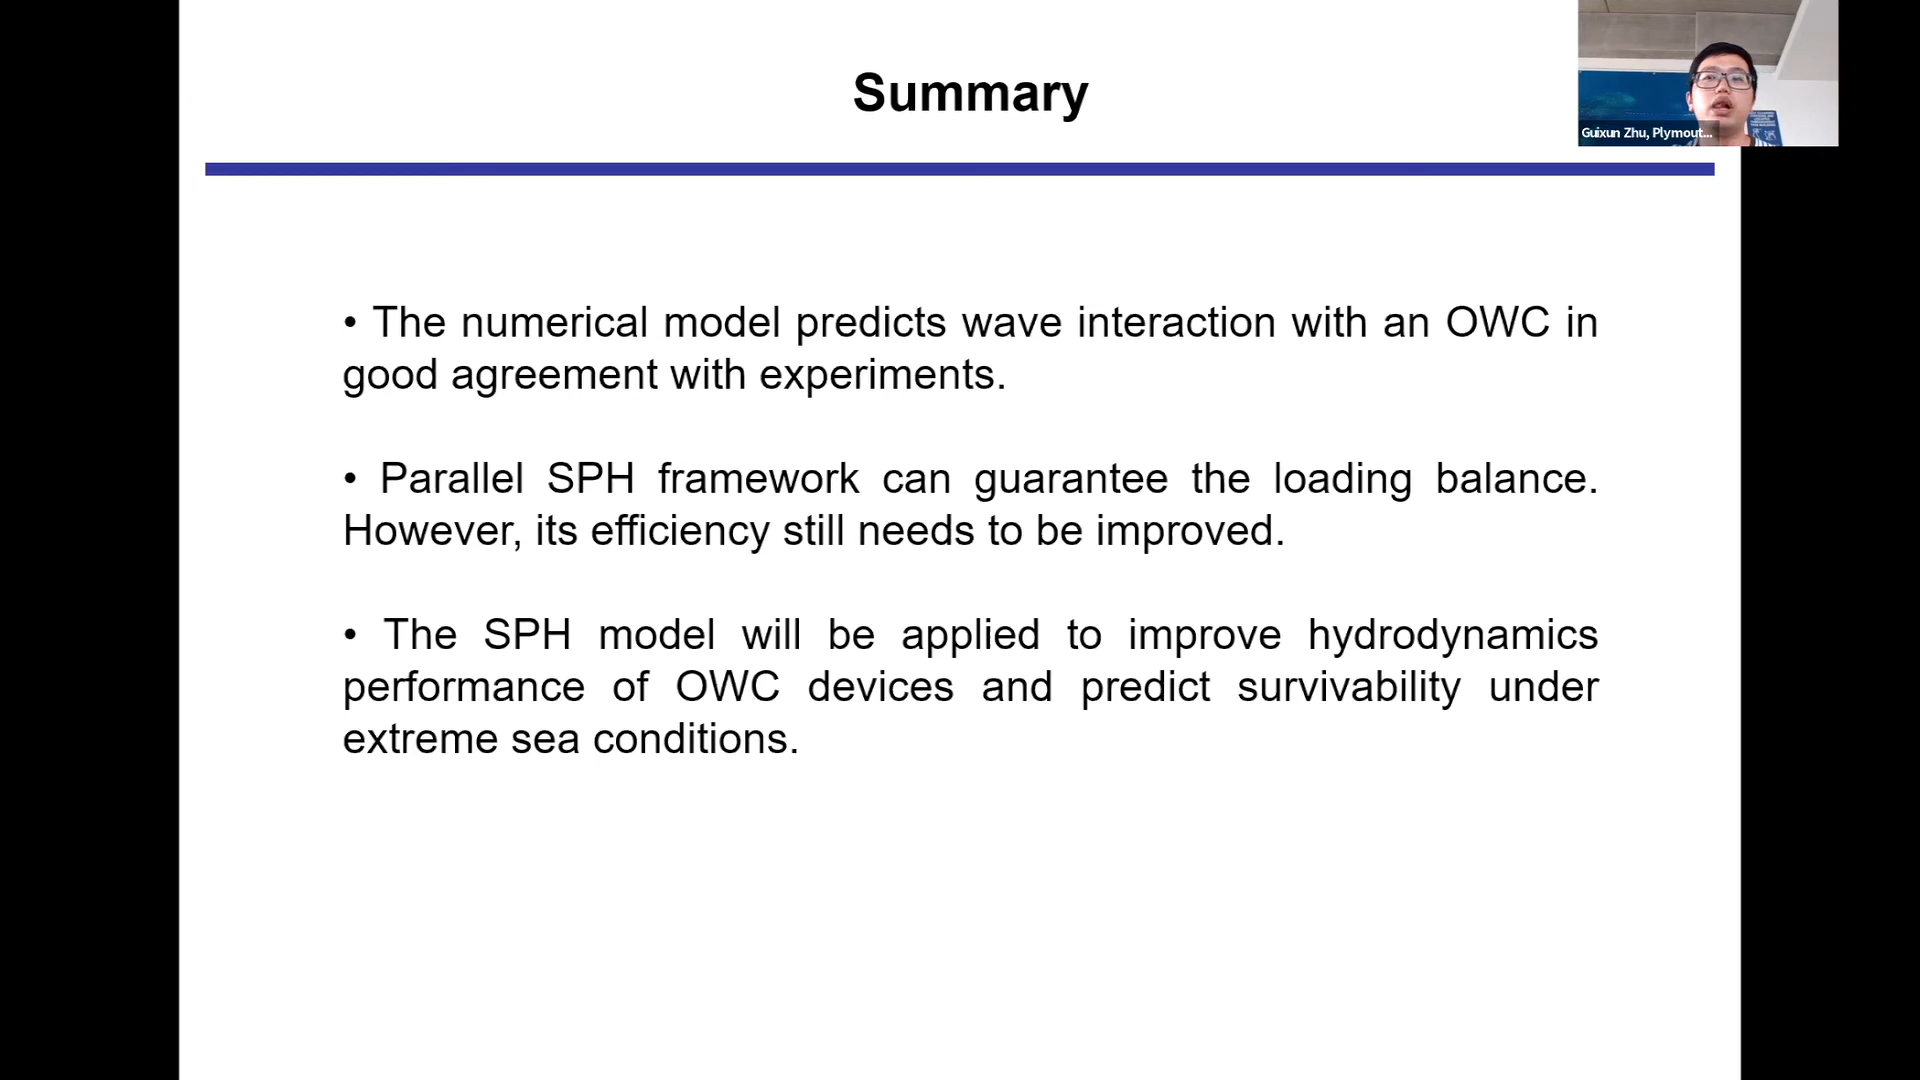 Summary
Guixun Zhu, Plymout...
• The numerical model predicts wave interaction with an OWC in
good agreement with experiments.
• Parallel SPH framework can guarantee the loading balance.
However, its efficiency still needs to be improved.
• The SPH model will be applied to improve hydrodynamics
performance of OWC devices and predict survivability under
extreme sea conditions.